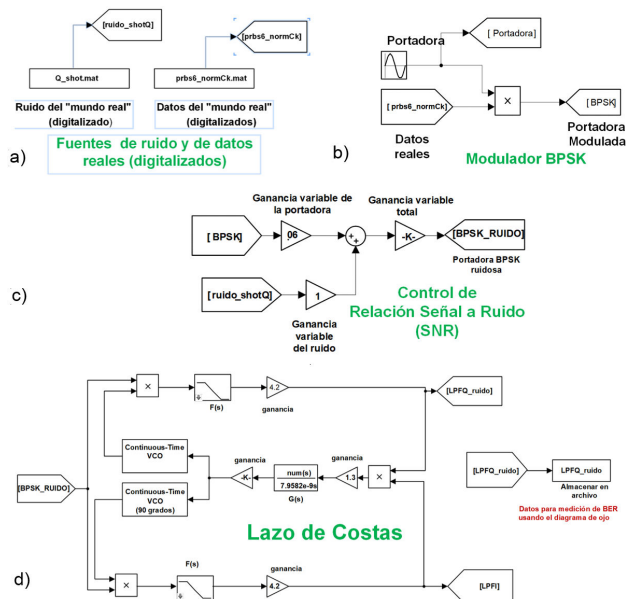 [ruido_shotQ]
[prbs6_normCk]
Q_shot.mat
prbs6_normCk.mat
Ruido del "mundo real"
(digitalizado)
Datos del "mundo real"
(digitalizados)
Fuentes de ruido y de datos
reales (digitalizados)
a)
Portadora
[ Portadora]
[ prbs6_normCk]
×
[BPSK]
Datos
reales
Portadora
Modulada
b)
Modulador BPSK
Ganancia variable de
la portadora
Ganancia variable
total
[ BPSK]
.06
+
+
-K-
[BPSK_RUIDO]
Portadora BPSK
ruidosa
[ruido_shotQ]
1
Ganancia
variable
del ruido
Control de
Relación Señal a Ruido
(SNR)
c)
×
F(s)
4.2
ganancia
[LPFQ_ruido]
Continuous-Time
VCO
ganancia
-K-
num(s)
7.9582e-9s
G(s)
ganancia
1.3
×
[BPSK_RUIDO]
Continuous-Time
VCO
(90 grados)
[LPFQ_ruido]
LPFQ_ruido
Almacenar en
archivo
Datos para medición de BER
usando el diagrama de ojo
Lazo de Costas
F(s)
ganancia
×
4.2
[LPFI]
d)